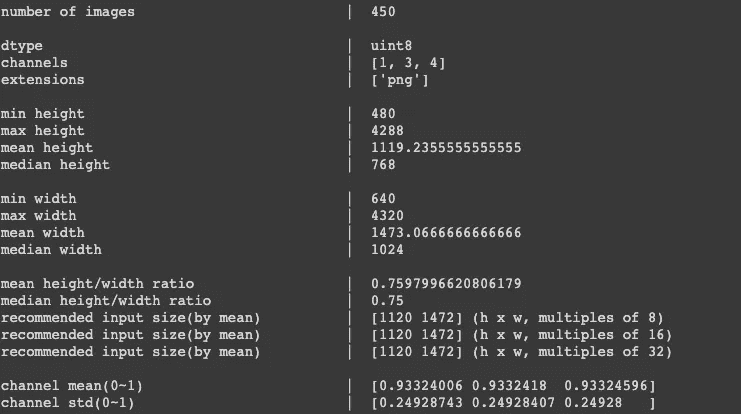 number of images | 450
dtype | uint8
channels | [1, 3, 4]
extensions | ['png']
min height | 480
max height | 4288
mean height | 1119.2355555555555
median height | 768
min width | 640
max width | 4320
mean width | 1473.0666666666666
median width | 1024
mean height/width ratio | 0.7597996620806179
median height/width ratio | 0.75
recommended input size(by mean) | [1120 1472] (h x w, multiples of 8)
recommended input size(by mean) | [1120 1472] (h x w, multiples of 16)
recommended input size(by mean) | [1120 1472] (h x w, multiples of 32)
channel mean(0~1) | [0.93324006 0.9332418  0.93324596]
channel std(0~1) | [0.24928743 0.24928407 0.24928   ]